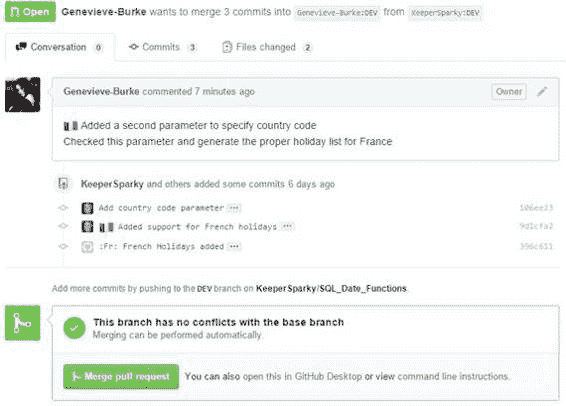 Open Genevieve-Burke wants to merge 3 commits into Genevieve-Burke:DEV from KeeperSparky:DEV
Conversation 0 Commits 3 Files changed 2
Genevieve-Burke commented 7 minutes ago Owner
Added a second parameter to specify country code
Checked this parameter and generate the proper holiday list for France
KeeperSparky and others added some commits 6 days ago
Add country code parameter ... 106ee23
Added support for French holidays ... 9d1cfa2
:Fr: French Holidays added ... 396c611
Add more commits by pushing to the DEV branch on KeeperSparky/SQL_Date_Functions.
This branch has no conflicts with the base branch
Merging can be performed automatically.
Merge pull request You can also open this in GitHub Desktop or view command line instructions.